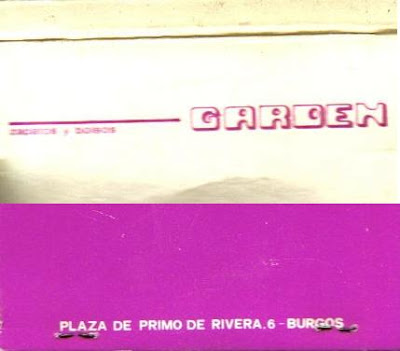 GARDEN
zapatos y bolsos
PLAZA DE PRIMO DE RIVERA.6-BURGOS